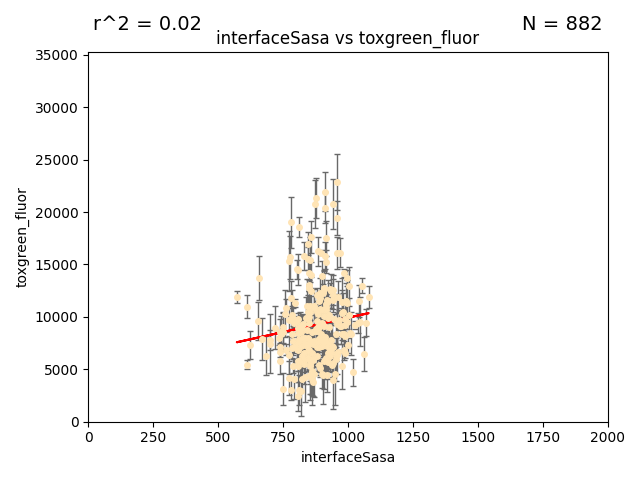 r^2 = 0.02
N = 882
interfaceSasa vs toxgreen_fluor
35000
30000
25000
20000
15000
10000
5000
0
toxgreen_fluor
0 250 500 750 1000 1250 1500 1750 2000
interfaceSasa